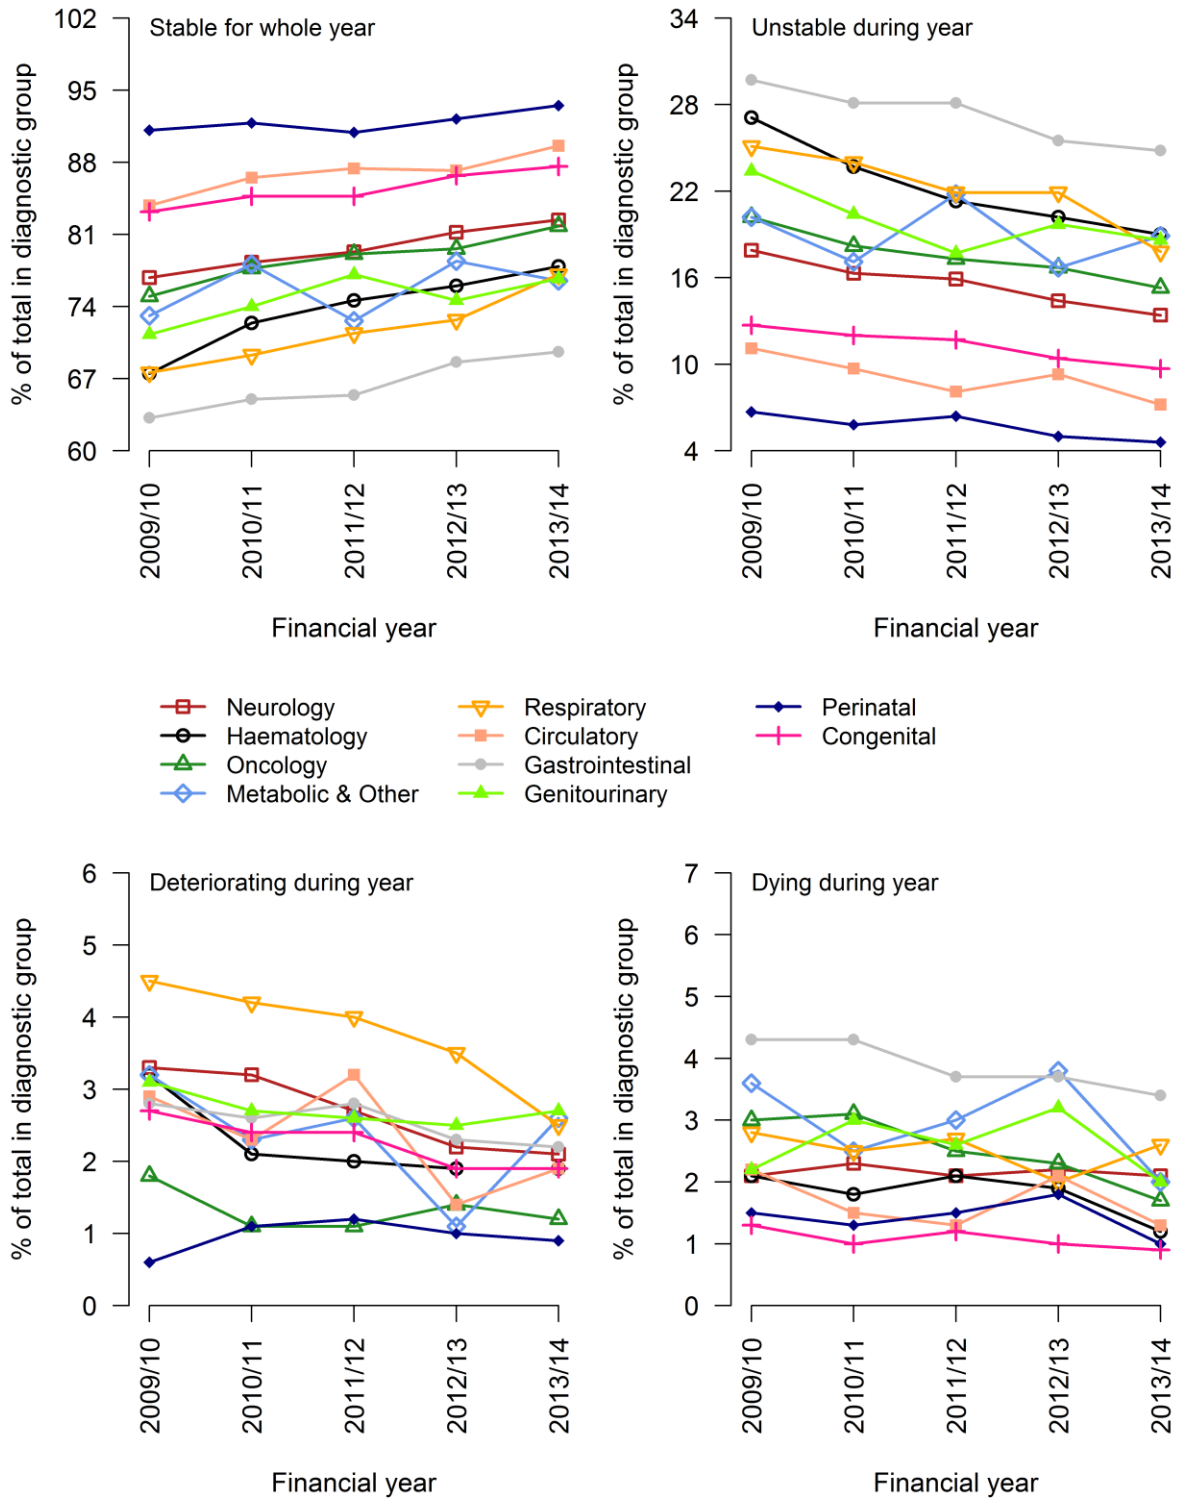 Stable for whole year
% of total in diagnostic group
102
95
88
81
74
67
60
2009/10
2010/11
2011/12
2012/13
2013/14
Financial year
Unstable during year
% of total in diagnostic group
34
28
22
16
10
4
2009/10
2010/11
2011/12
2012/13
2013/14
Financial year
Neurology
Haematology
Oncology
Metabolic & Other
Respiratory
Circulatory
Gastrointestinal
Genitourinary
Perinatal
Congenital
Deteriorating during year
% of total in diagnostic group
6
5
4
3
2
1
0
2009/10
2010/11
2011/12
2012/13
2013/14
Financial year
Dying during year
% of total in diagnostic group
7
6
5
4
3
2
1
0
2009/10
2010/11
2011/12
2012/13
2013/14
Financial year